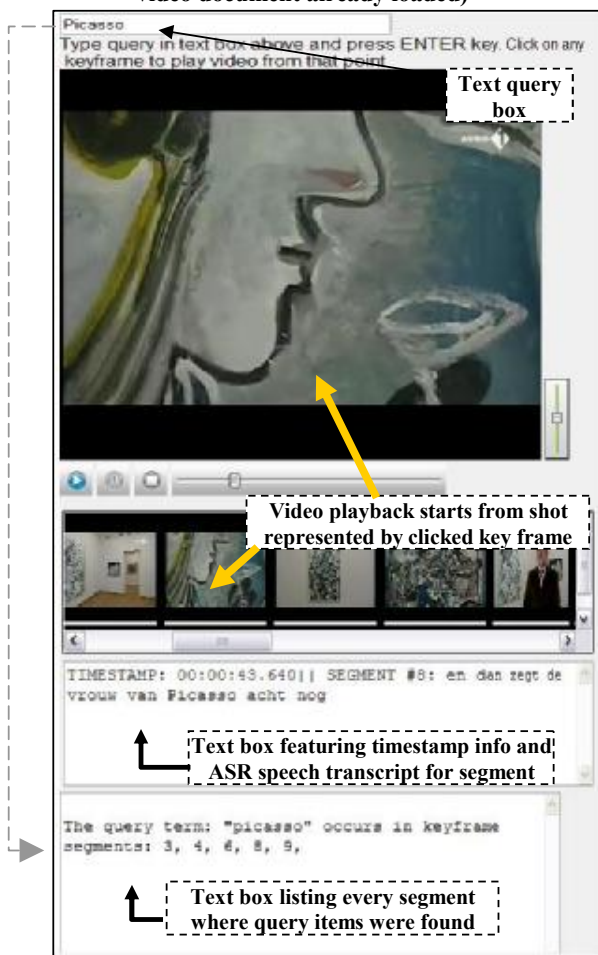 video document already loaded)
Picasso
Type query in text box above and press ENTER key. Click on any
keyframe to play video from that point
Text query
box
Video playback starts from shot
represented by clicked key frame
TIMESTAMP: 00:00:43.640|| SEGMENT #8: en dan zegt de
vrouw van Picasso acht nog
Text box featuring timestamp info and
ASR speech transcript for segment
The query term: "picasso" occurs in keyframe
segments: 3, 4, 6, 8, 9,
Text box listing every segment
where query items were found